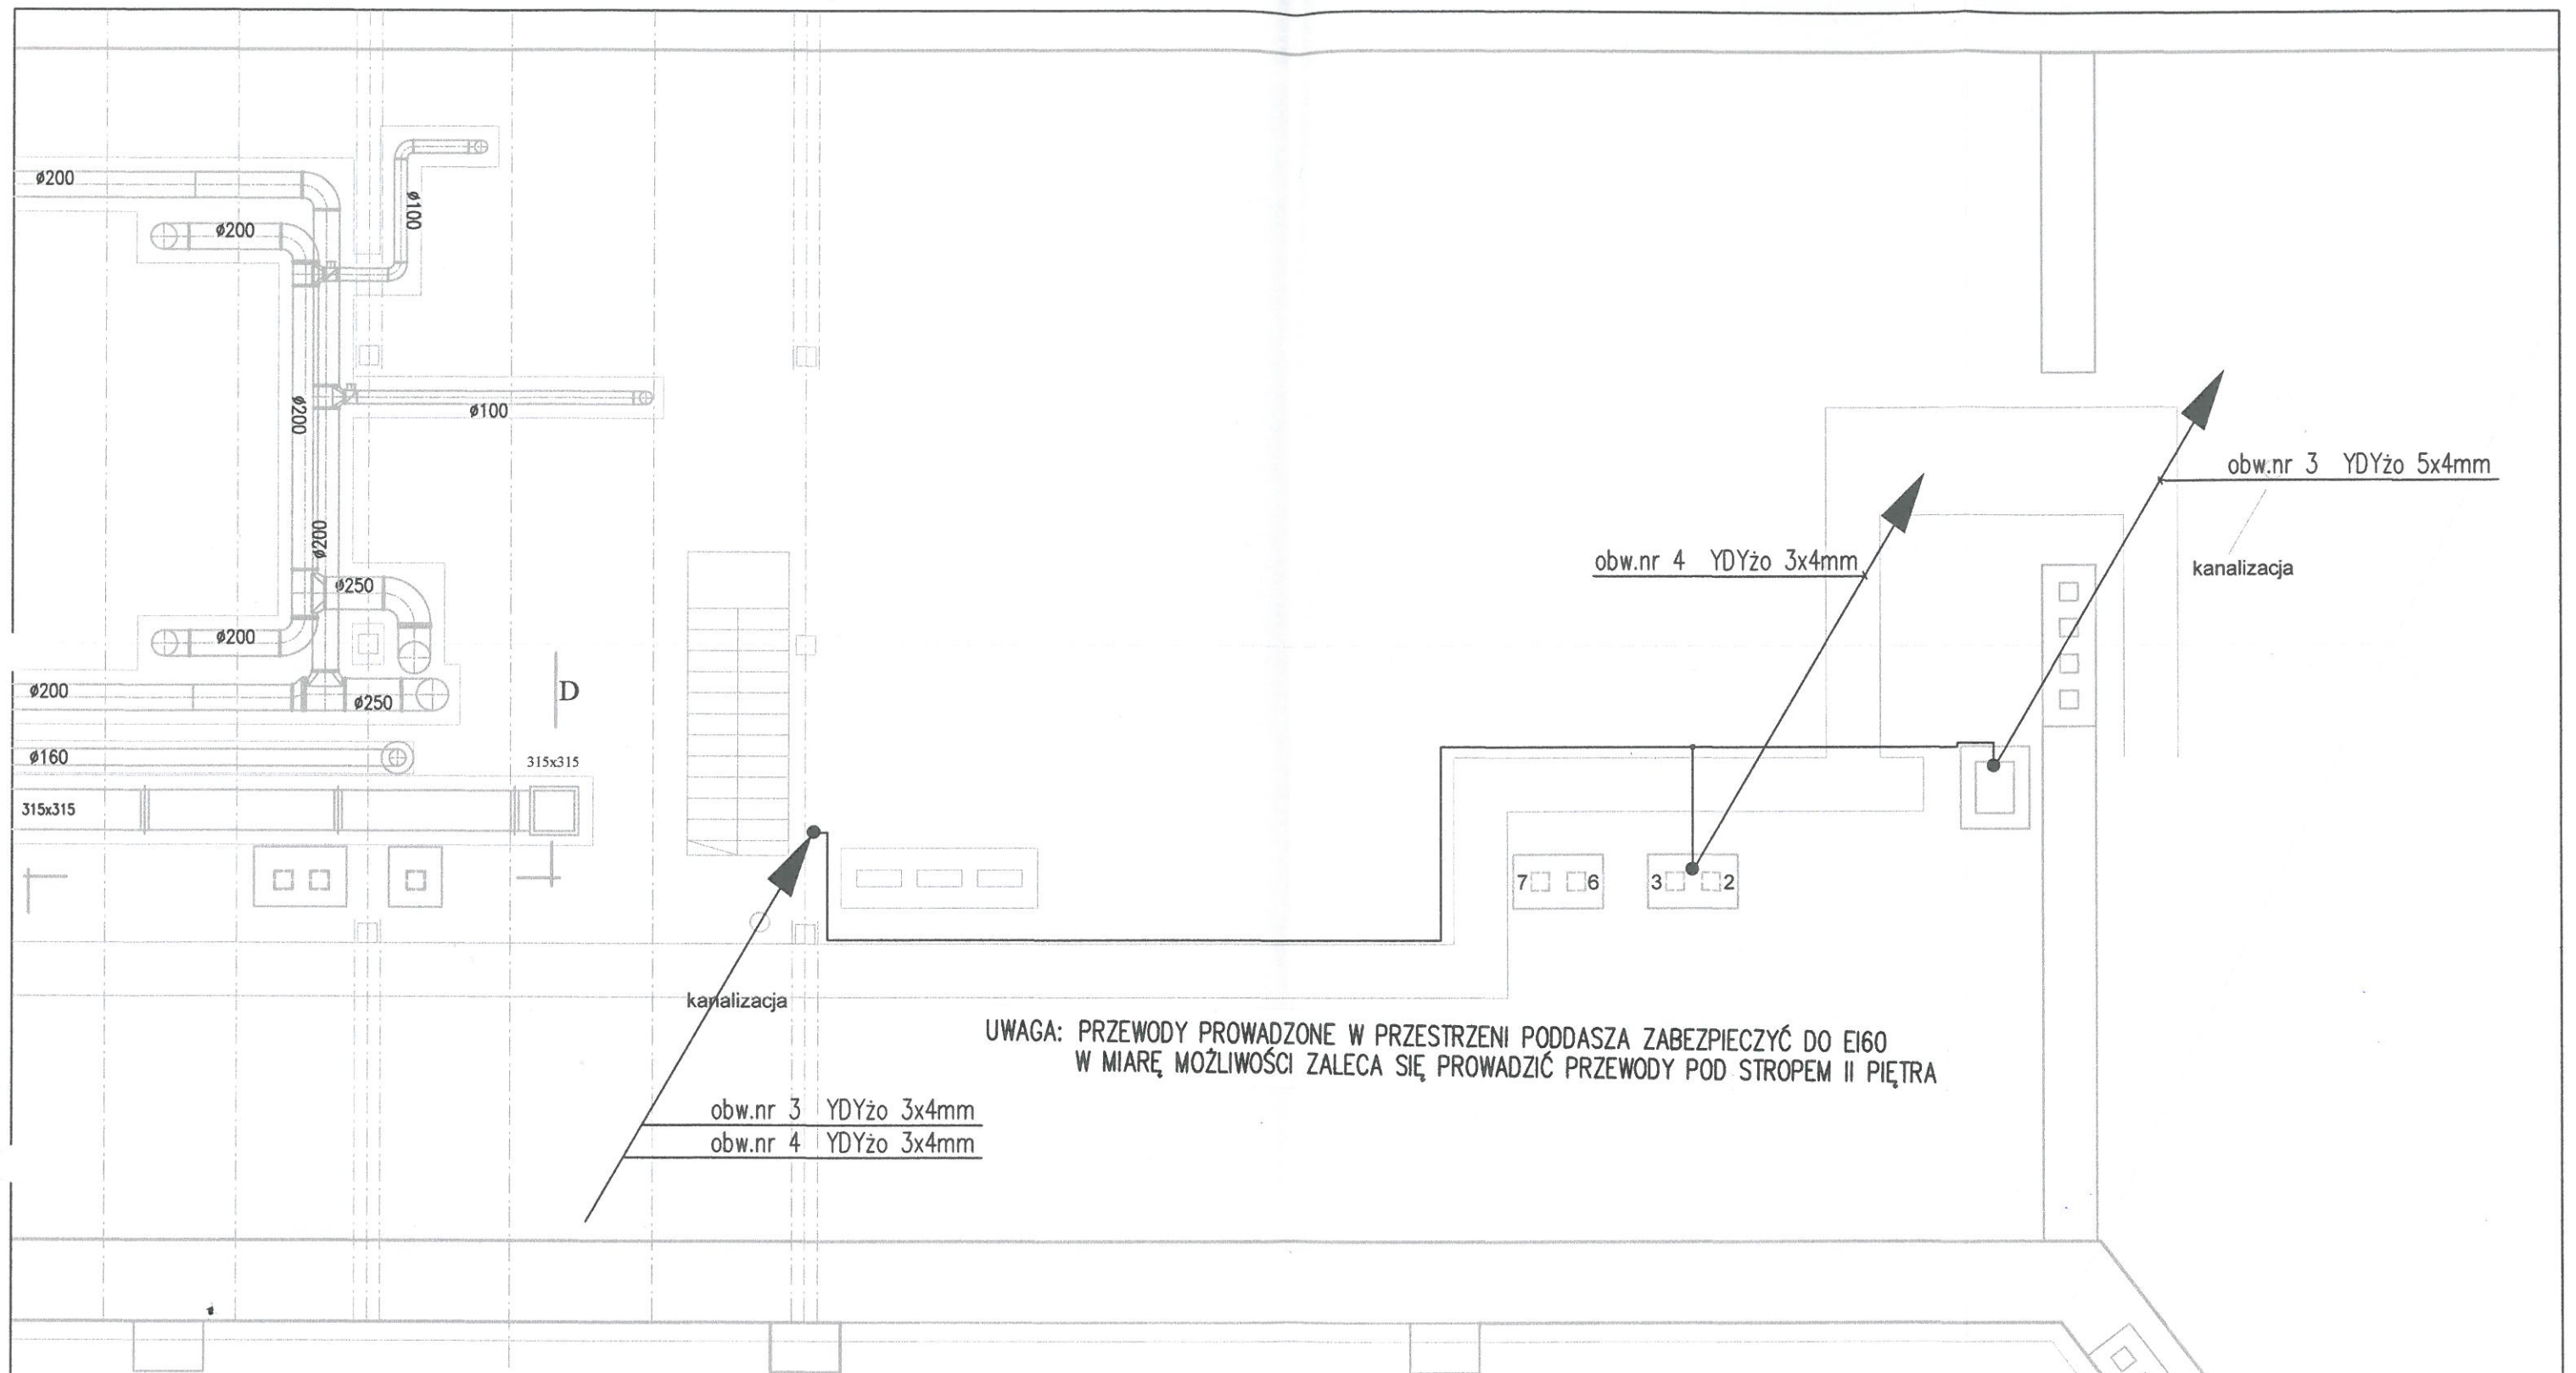 ø200
ø200
ø100
ø200
ø100
ø200
ø250
ø200
ø200
ø250
D
ø160
315x315
315x315
obw.nr 3 YDYżo 5x4mm
kanalizacja
obw.nr 4 YDYżo 3x4mm
7 6
3 2
kanalizacja
UWAGA: PRZEWODY PROWADZONE W PRZESTRZENI PODDASZA ZABEZPIECZYĆ DO EI60
W MIARĘ MOŻLIWOŚCI ZALECA SIĘ PROWADZIĆ PRZEWODY POD STROPEM II PIĘTRA
obw.nr 3 YDYżo 3x4mm
obw.nr 4 YDYżo 3x4mm